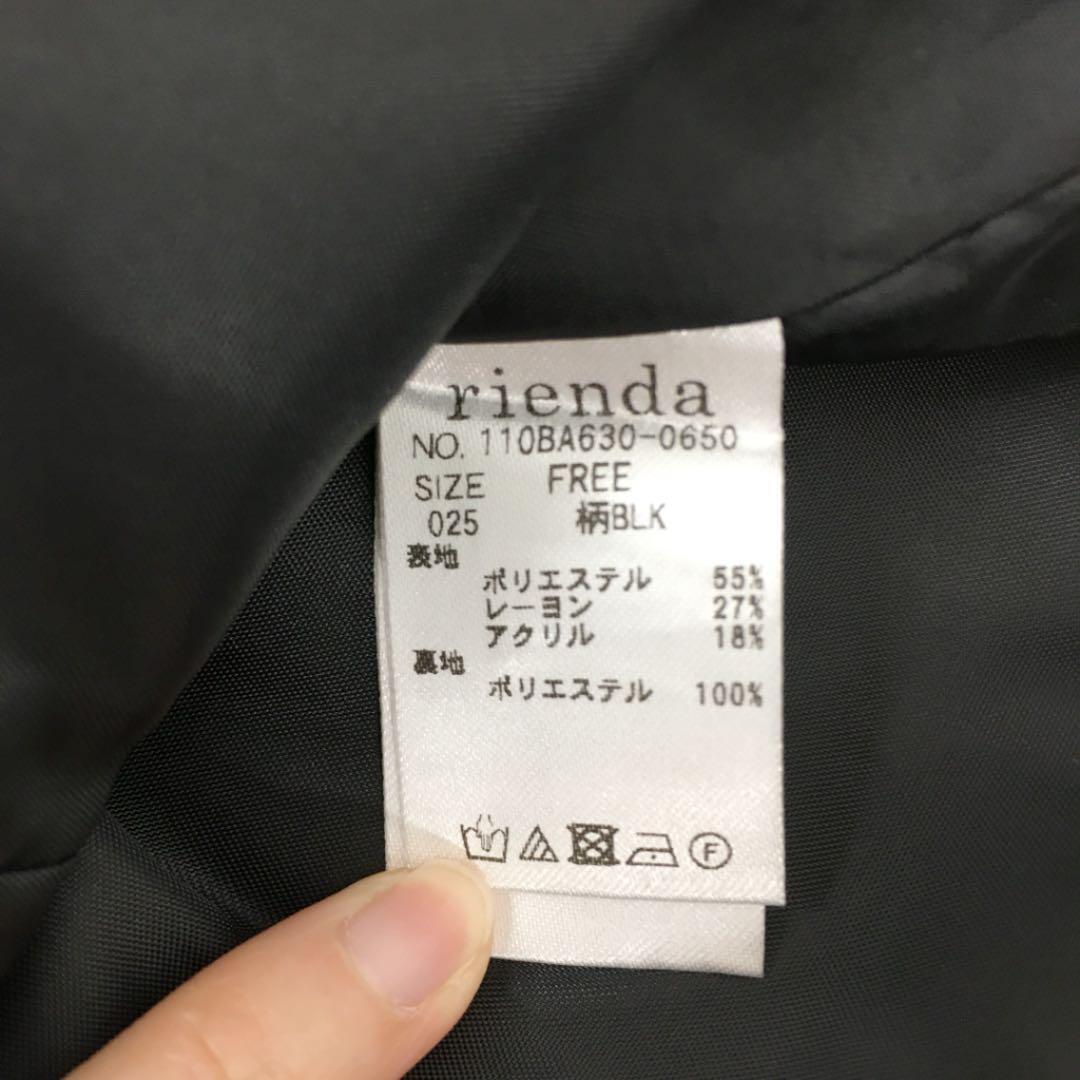 rienda
NO. 110BA630-0650
SIZE FREE
025 柄BLK
表地
ポリエステル 55%
レーヨン 27%
アクリル 18%
裏地
ポリエステル 100%
F